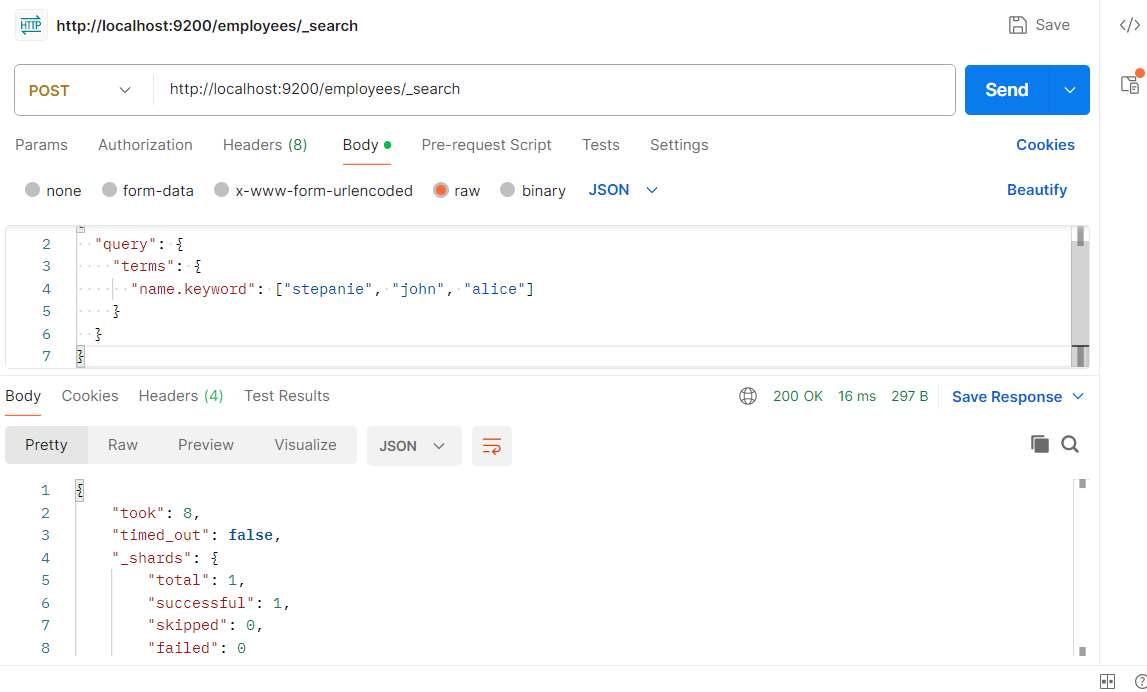 HTTP http://localhost:9200/employees/_search Save
POST http://localhost:9200/employees/_search Send
Params Authorization Headers (8) Body Pre-request Script Tests Settings Cookies
none form-data x-www-form-urlencoded raw binary JSON Beautify
2 "query": {
3 "terms": {
4 "name.keyword": ["stepanie", "john", "alice"]
5 }
6 }
7 }
Body Cookies Headers (4) Test Results 200 OK 16 ms 297 B Save Response
Pretty Raw Preview Visualize JSON
1 {
2 "took": 8,
3 "timed_out": false,
4 "_shards": {
5 "total": 1,
6 "successful": 1,
7 "skipped": 0,
8 "failed": 0